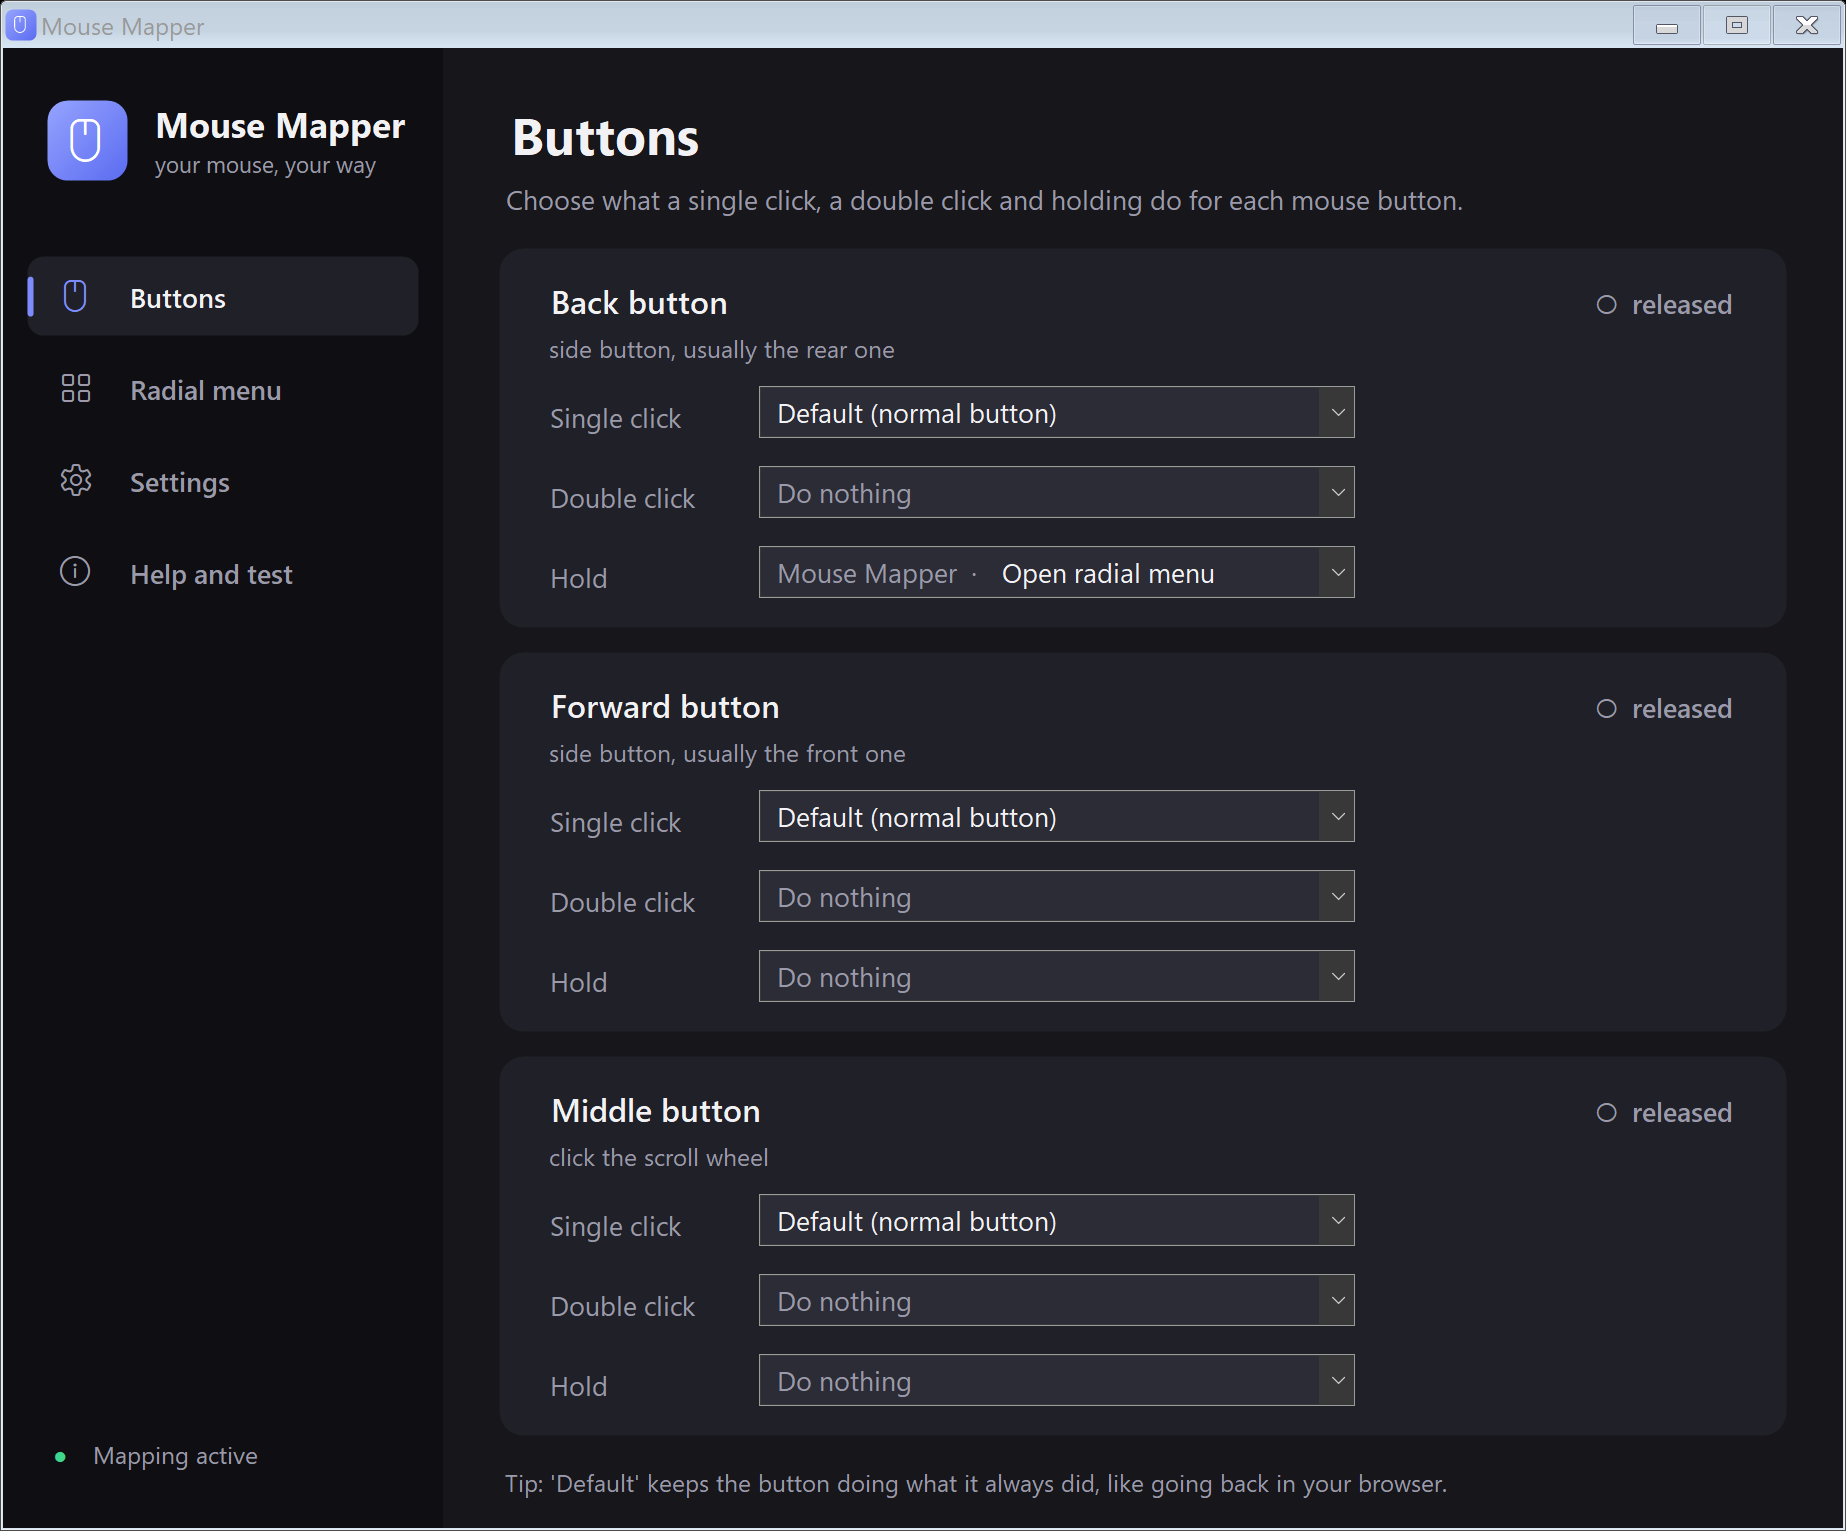 Mouse Mapper
Mouse Mapper
your mouse, your way
Buttons
Radial menu
Settings
Help and test
Mapping active
Buttons
Choose what a single click, a double click and holding do for each mouse button.
Back button
released
side button, usually the rear one
Single click
Default (normal button)
Double click
Do nothing
Hold
Mouse Mapper · Open radial menu
Forward button
released
side button, usually the front one
Single click
Default (normal button)
Double click
Do nothing
Hold
Do nothing
Middle button
released
click the scroll wheel
Single click
Default (normal button)
Double click
Do nothing
Hold
Do nothing
Tip: 'Default' keeps the button doing what it always did, like going back in your browser.